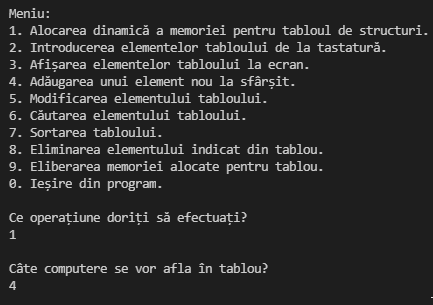 Meniu:
1. Alocarea dinamică a memoriei pentru tabloul de structuri.
2. Introducerea elementelor tabloului de la tastatură.
3. Afișarea elementelor tabloului la ecran.
4. Adăugarea unui element nou la sfârșit.
5. Modificarea elementului tabloului.
6. Căutarea elementului tabloului.
7. Sortarea tabloului.
8. Eliminarea elementului indicat din tablou.
9. Eliberarea memoriei alocate pentru tablou.
0. Ieșire din program.
Ce operațiune doriți să efectuați?
1
Câte computere se vor afla în tablou?
4